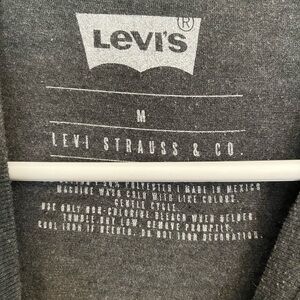 LEVI'S®
M
LEVI STRAUSS & CO.
POLYESTER / MADE IN MEXICO
MACHINE WASH COLD WITH LIKE COLORS.
GENTLE CYCLE.
USE ONLY NON-CHLORINE BLEACH WHEN NEEDED.
TUMBLE DRY LOW. REMOVE PROMPTLY.
COOL IRON IF NEEDED. DO NOT IRON DECORATION.